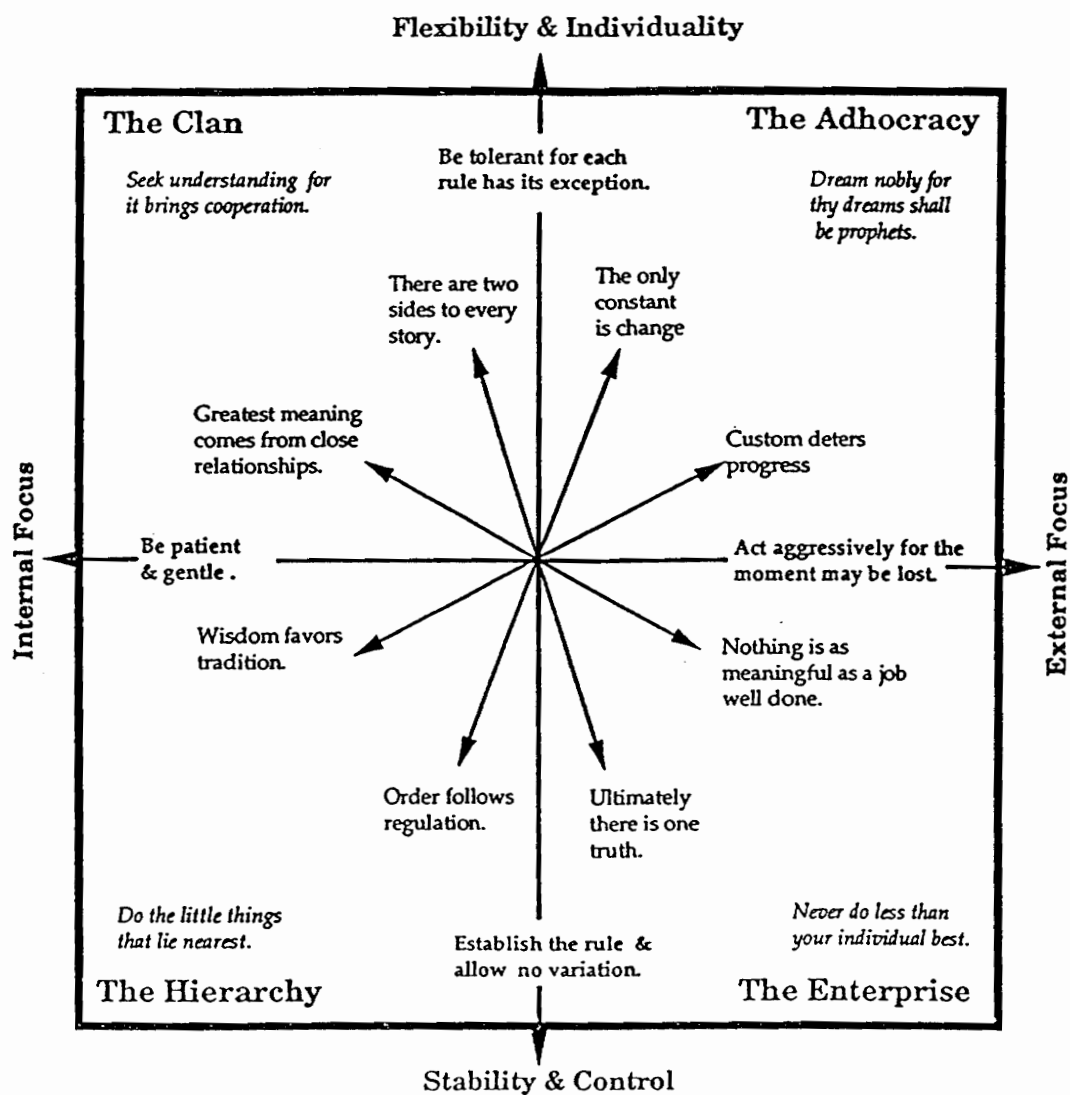 Flexibility & Individuality
The Clan
The Adhocracy
Be tolerant for each
rule has its exception.
Seek understanding for
it brings cooperation.
Dream nobly for
thy dreams shall
be prophets.
There are two
sides to every
story.
The only
constant
is change
Greatest meaning
comes from close
relationships.
Custom deters
progress
Internal Focus
External Focus
Be patient
& gentle .
Act aggressively for the
moment may be lost.
Wisdom favors
tradition.
Nothing is as
meaningful as a job
well done.
Order follows
regulation.
Ultimately
there is one
truth.
Do the little things
that lie nearest.
Never do less than
your individual best.
Establish the rule &
allow no variation.
The Hierarchy
The Enterprise
Stability & Control